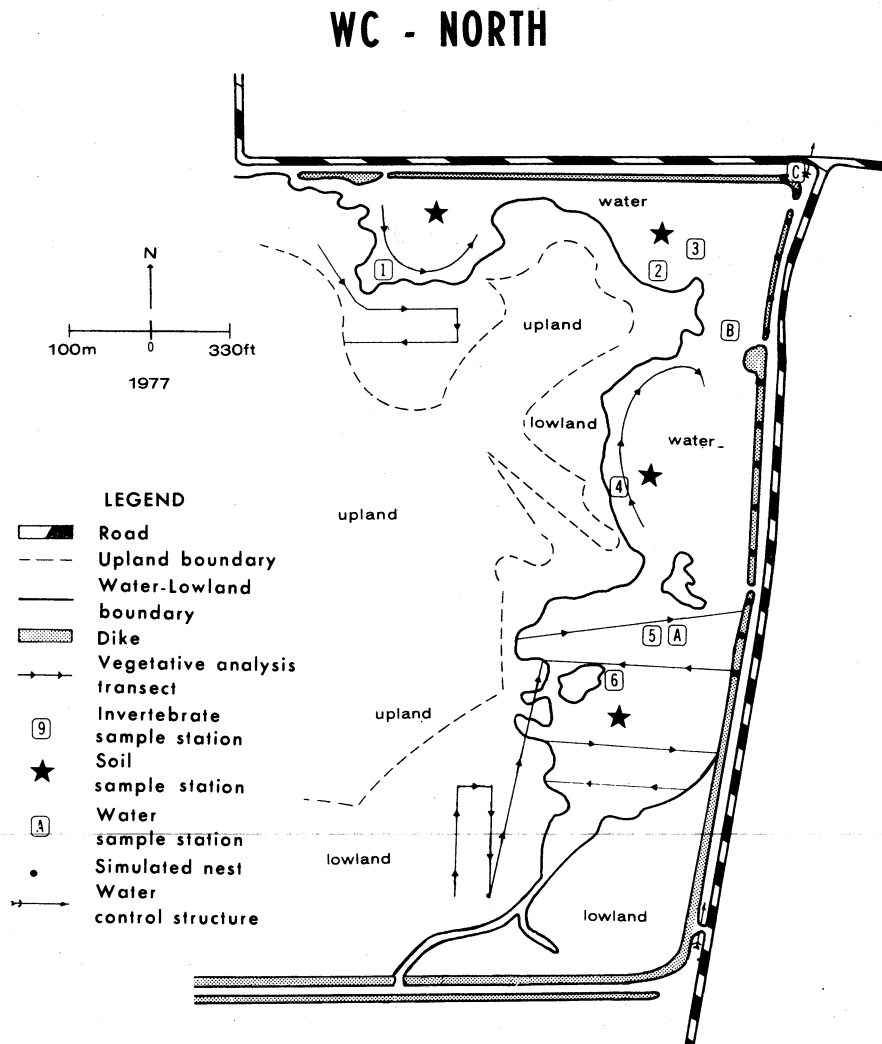 WC - NORTH
C
water
3
1
2
N
B
upland
100m
0
330ft
1977
lowland
water
4
upland
5
A
6
upland
lowland
lowland
LEGEND
Road
Upland boundary
Water-Lowland
boundary
Dike
Vegetative analysis
transect
9
Invertebrate
sample station
Soil
sample station
A
Water
sample station
Simulated nest
Water
control structure